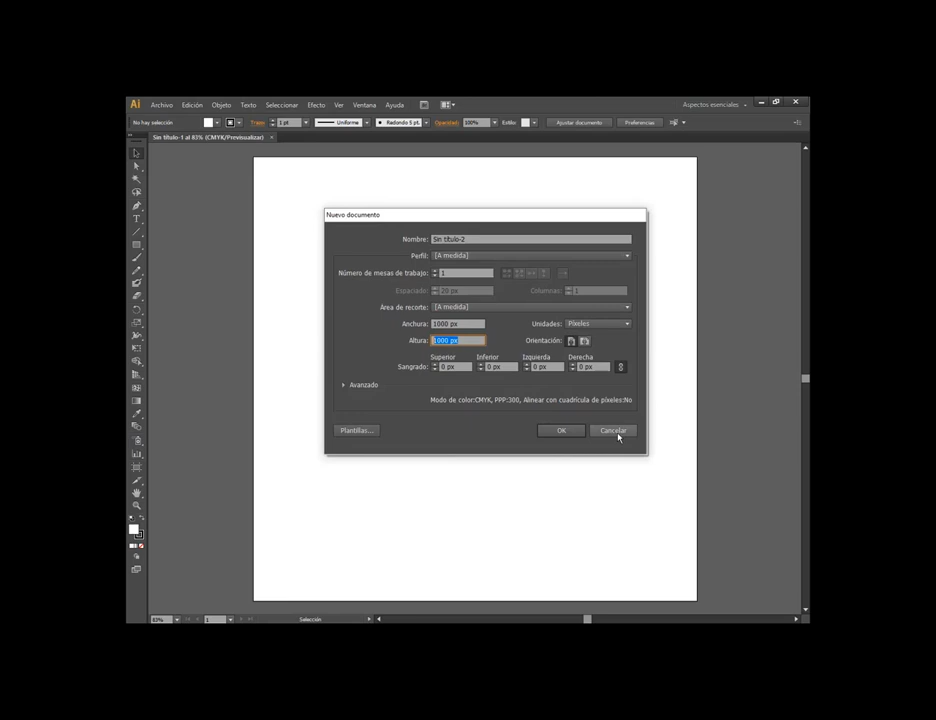 Ai Archivo Edición Objeto Texto Seleccionar Efecto Ver Ventana Ayuda Aspectos esenciales
No hay selección Trazo: 1 pt Uniforme Redondo 5 pt. Opacidad: 100% Estilo: Ajustar documento Preferencias
Sin título-1 al 83% (CMYK/Previsualizar) ×
Nuevo documento
Nombre: Sin título-2
Perfil: [A medida]
Número de mesas de trabajo: 1
Espaciado: 20 px Columnas: 1
Área de recorte: [A medida]
Anchura: 1000 px Unidades: Píxeles
Altura: 1000 px Orientación:
Superior Inferior Izquierda Derecha
Sangrado: 0 px 0 px 0 px 0 px
Avanzado
Modo de color:CMYK, PPP:300, Alinear con cuadrícula de píxeles:No
Plantillas... OK Cancelar
83% 1 Selección